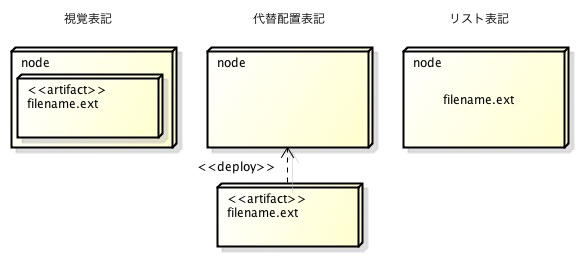 視覚表記
代替配置表記
リスト表記
node
<<artifact>>
filename.ext
node
<<deploy>>
<<artifact>>
filename.ext
node
filename.ext